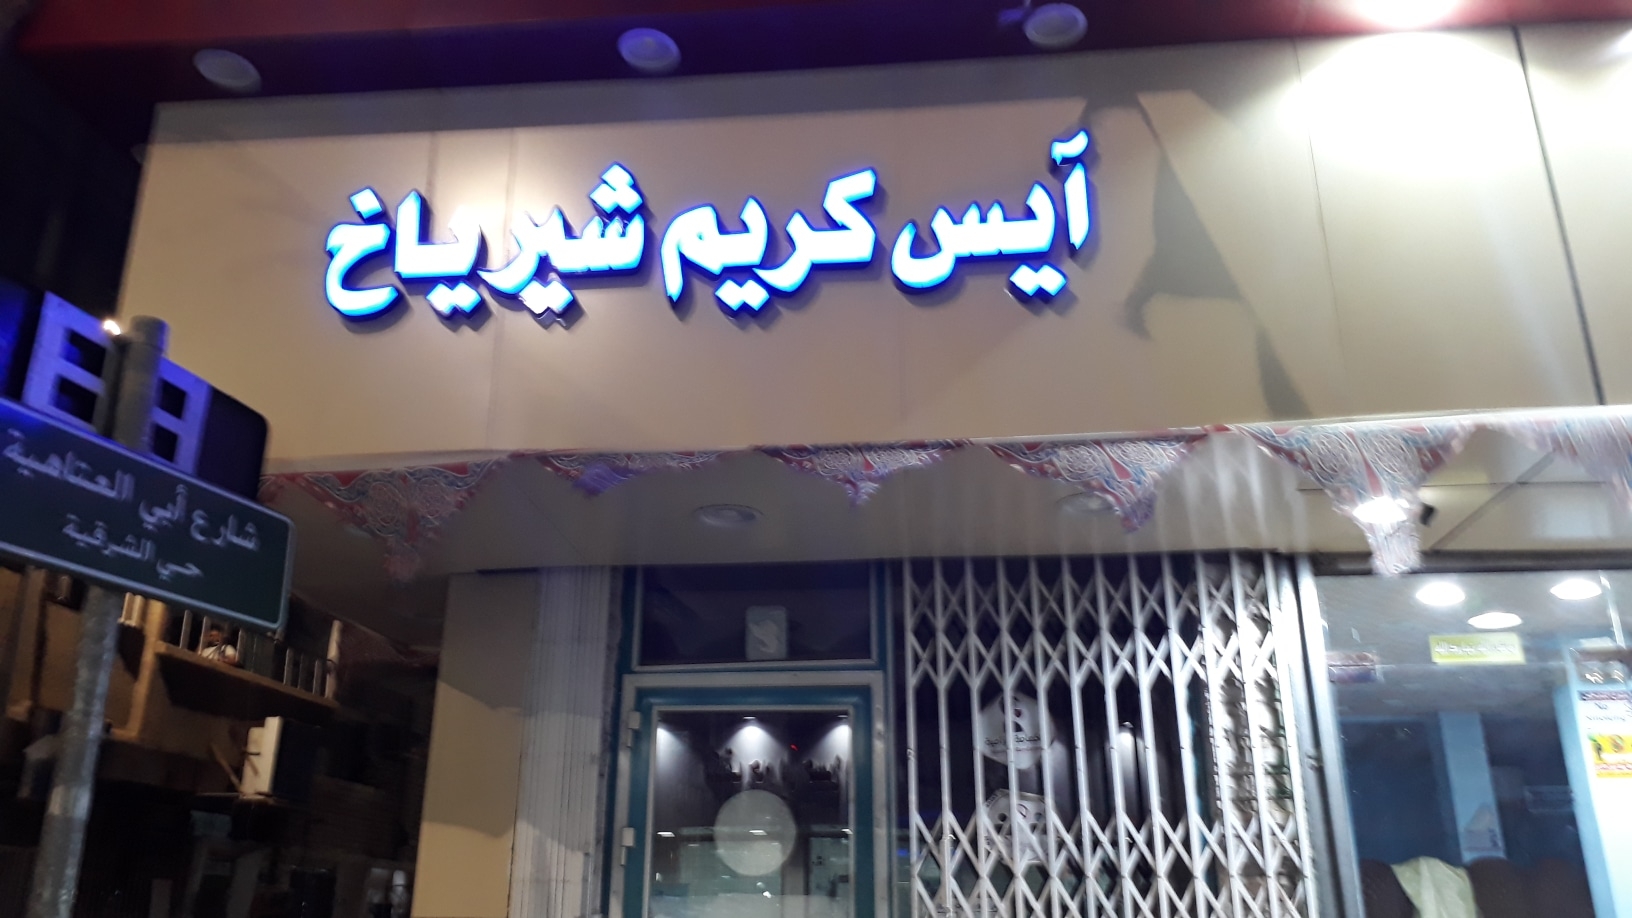 آيس كريم شيرياخ
شارع أبي العتاهية
حي الشرقية